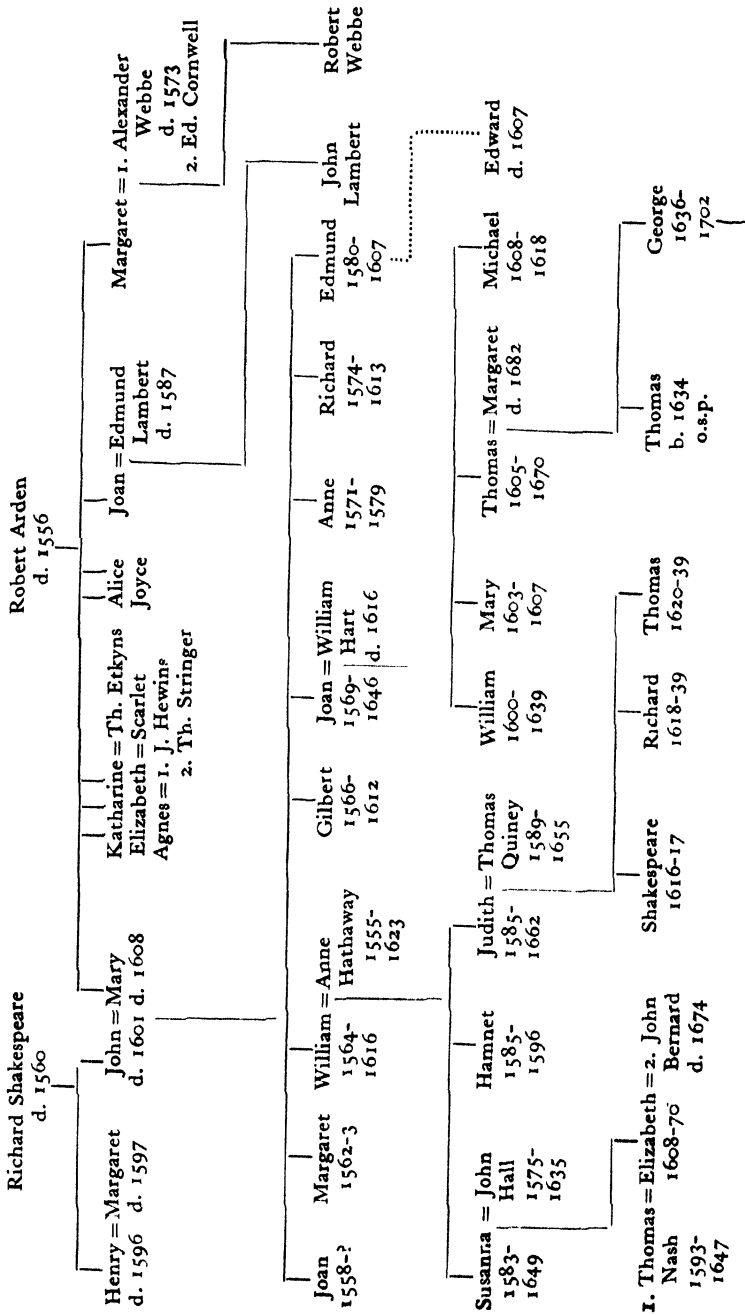 Richard Shakespeare
d. 1560
Robert Arden
d. 1556
Henry = Margaret
d. 1596 d. 1597
John = Mary
d. 1601 d. 1608
Katharine = Th. Etkyns
Elizabeth = Scarlet
Agnes = 1. J. Hewins
2. Th. Stringer
Alice
Joyce
Joan = Edmund
Lambert
d. 1587
Margaret = 1. Alexander
Webbe
d. 1573
2. Ed. Cornwell
Joan
1558-?
Margaret
1562-3
William = Anne
1564- Hathaway
1616 1555-
1623
Gilbert
1566-
1612
Joan = William
1569- Hart
1646 d. 1616
Anne
1571-
1579
Richard
1574-
1613
Edmund
1580-
1607
John
Lambert
Robert
Webbe
Susanna = John
1583- Hall
1649 1575-
1635
Hamnet
1585-
1596
Judith = Thomas
1585- Quiney
1662 1589-
1655
William
1600-
1639
Mary
1603-
1607
Thomas = Margaret
1605- d. 1682
1670
Michael
1608-
1618
Edward
d. 1607
1. Thomas = Elizabeth = 2. John
Nash 1608-70 Bernard
1593- d. 1674
1647
Shakespeare
1616-17
Richard
1618-39
Thomas
1620-39
Thomas
b. 1634
o.s.p.
George
1636-
1702